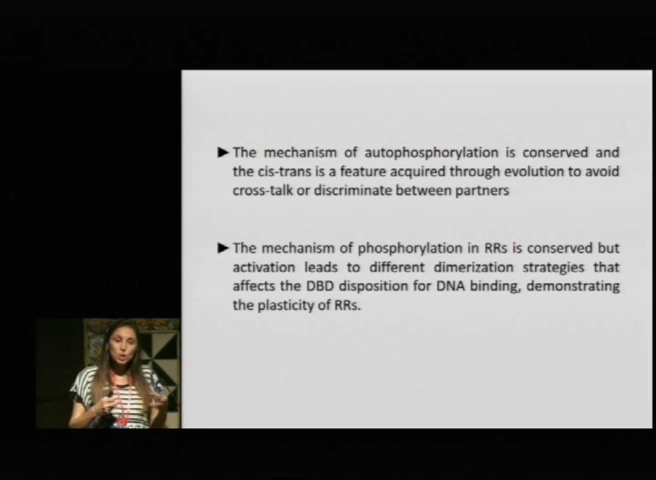 ►The mechanism of autophosphorylation is conserved and
the cis-trans is a feature acquired through evolution to avoid
cross-talk or discriminate between partners
►The mechanism of phosphorylation in RRs is conserved but
activation leads to different dimerization strategies that
affects the DBD disposition for DNA binding, demonstrating
the plasticity of RRs.